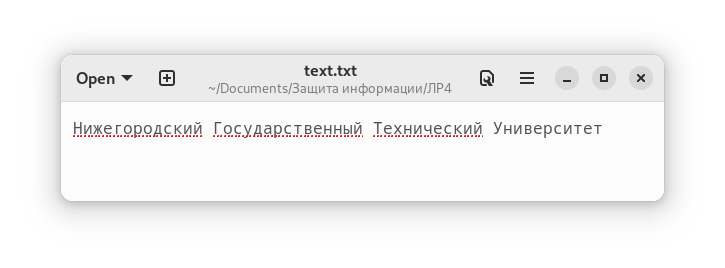 Open
text.txt
~/Documents/Защита информации/ЛР4
Нижегородский Государственный Технический Университет